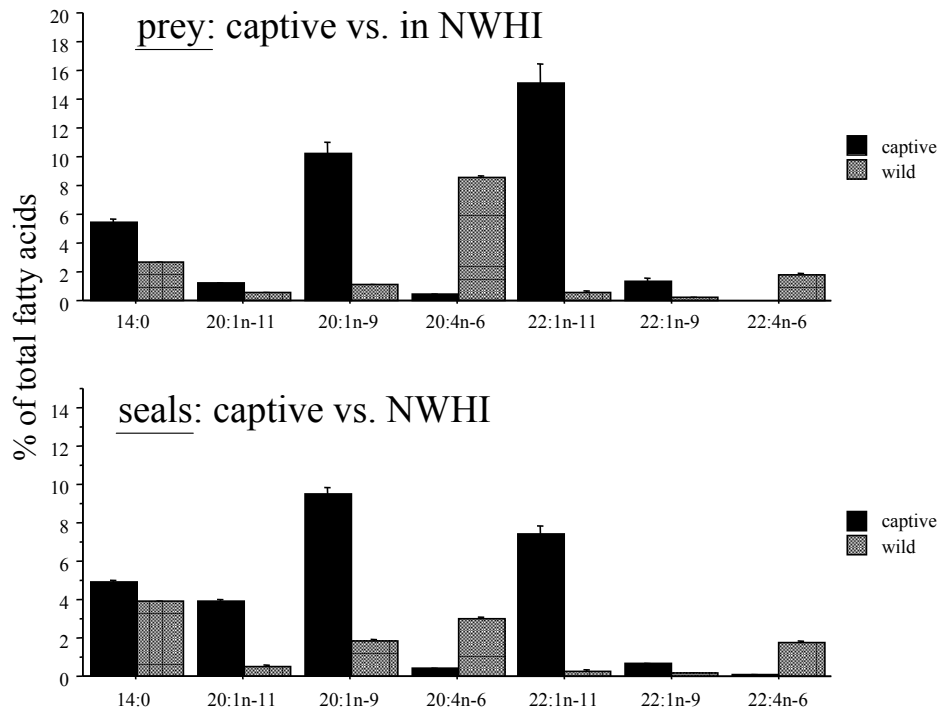 prey: captive vs. in NWHI
20
18
16
14
12
10
8
6
4
2
0
14:0 20:1n-11 20:1n-9 20:4n-6 22:1n-11 22:1n-9 22:4n-6
captive
wild
% of total fatty acids
seals: captive vs. NWHI
14
12
10
8
6
4
2
0
14:0 20:1n-11 20:1n-9 20:4n-6 22:1n-11 22:1n-9 22:4n-6
captive
wild